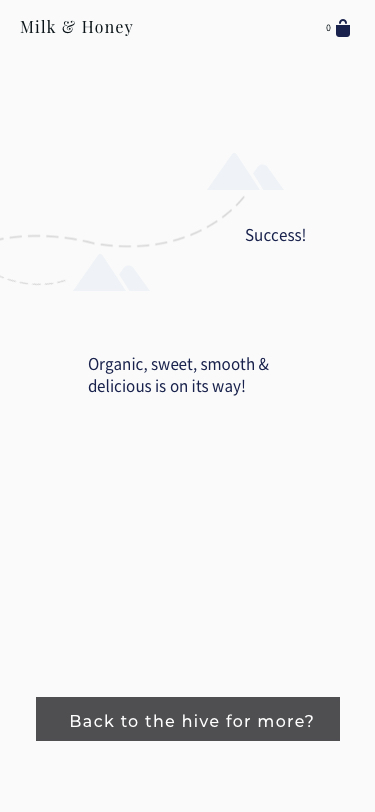 Milk & Honey
0
Success!
Organic, sweet, smooth &
delicious is on its way!
Back to the hive for more?